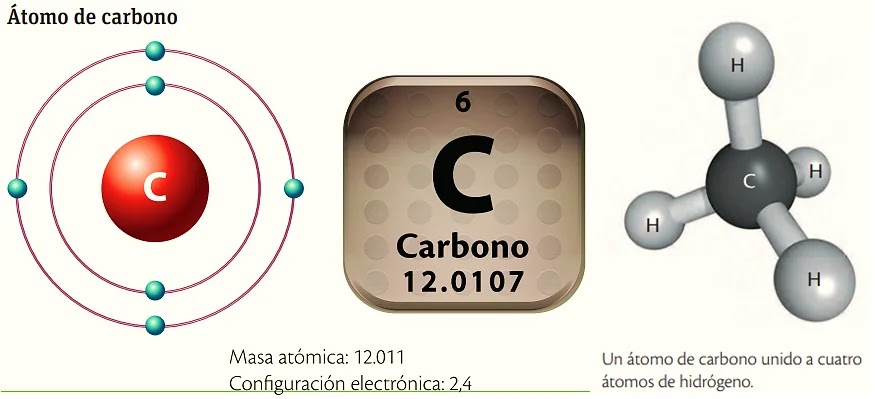 Átomo de carbono
C
6
C
Carbono
12.0107
H
C
H
H
H
Masa atómica: 12.011
Configuración electrónica: 2,4
Un átomo de carbono unido a cuatro
átomos de hidrógeno.